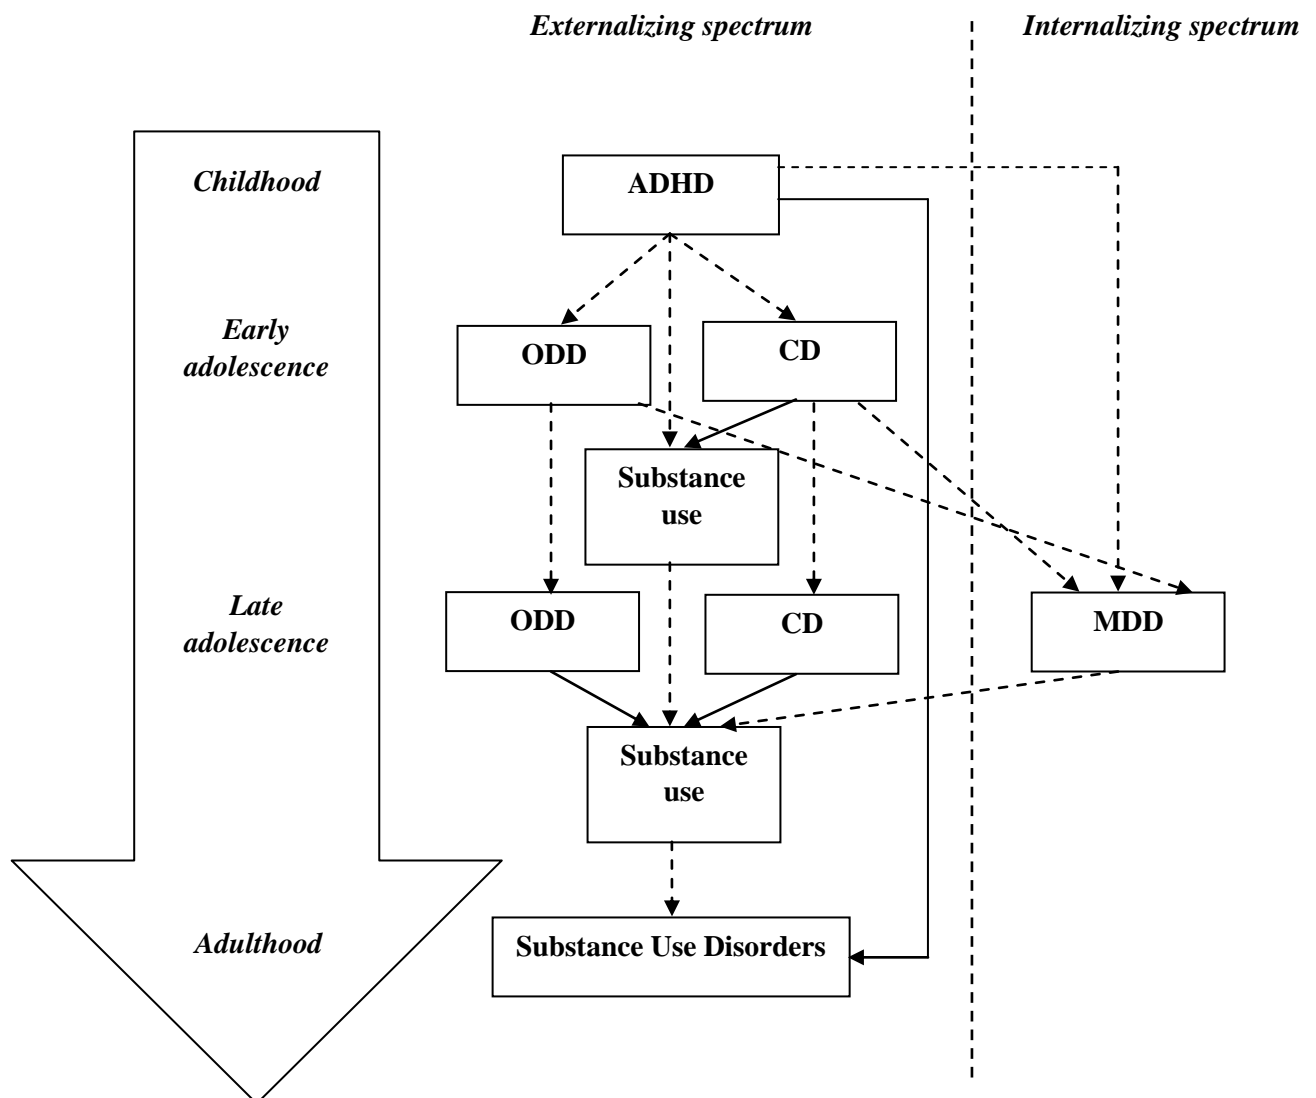 Externalizing spectrum
Internalizing spectrum
Childhood
ADHD
Early
adolescence
ODD
CD
Substance
use
Late
adolescence
ODD
CD
MDD
Substance
use
Adulthood
Substance Use Disorders